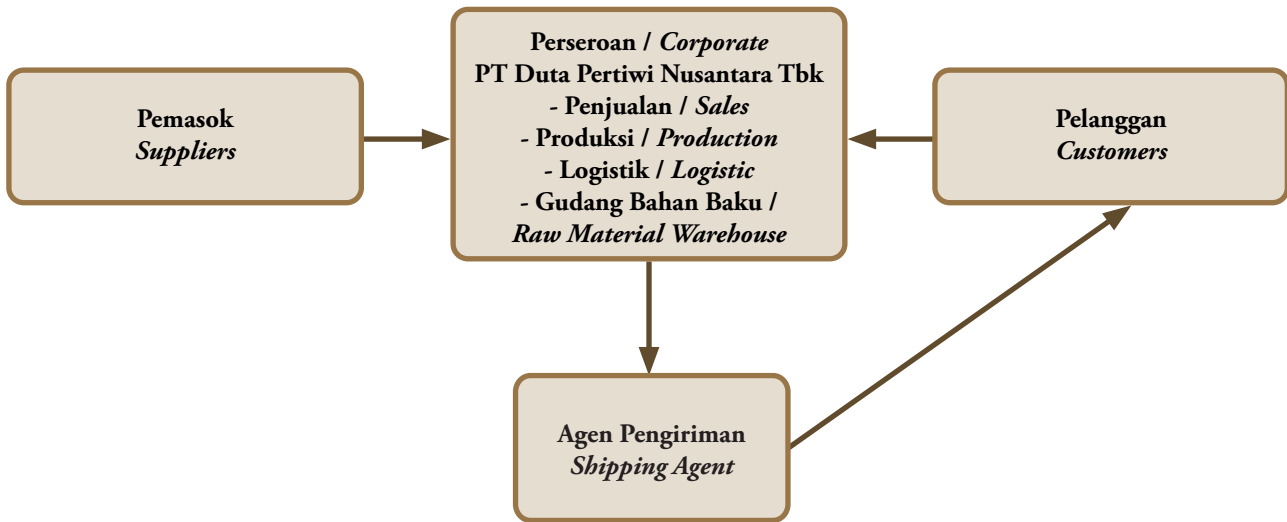 Perseroan / Corporate
PT Duta Pertiwi Nusantara Tbk
- Penjualan / Sales
- Produksi / Production
- Logistik / Logistic
- Gudang Bahan Baku /
Raw Material Warehouse
Pemasok
Suppliers
Pelanggan
Customers
Agen Pengiriman
Shipping Agent